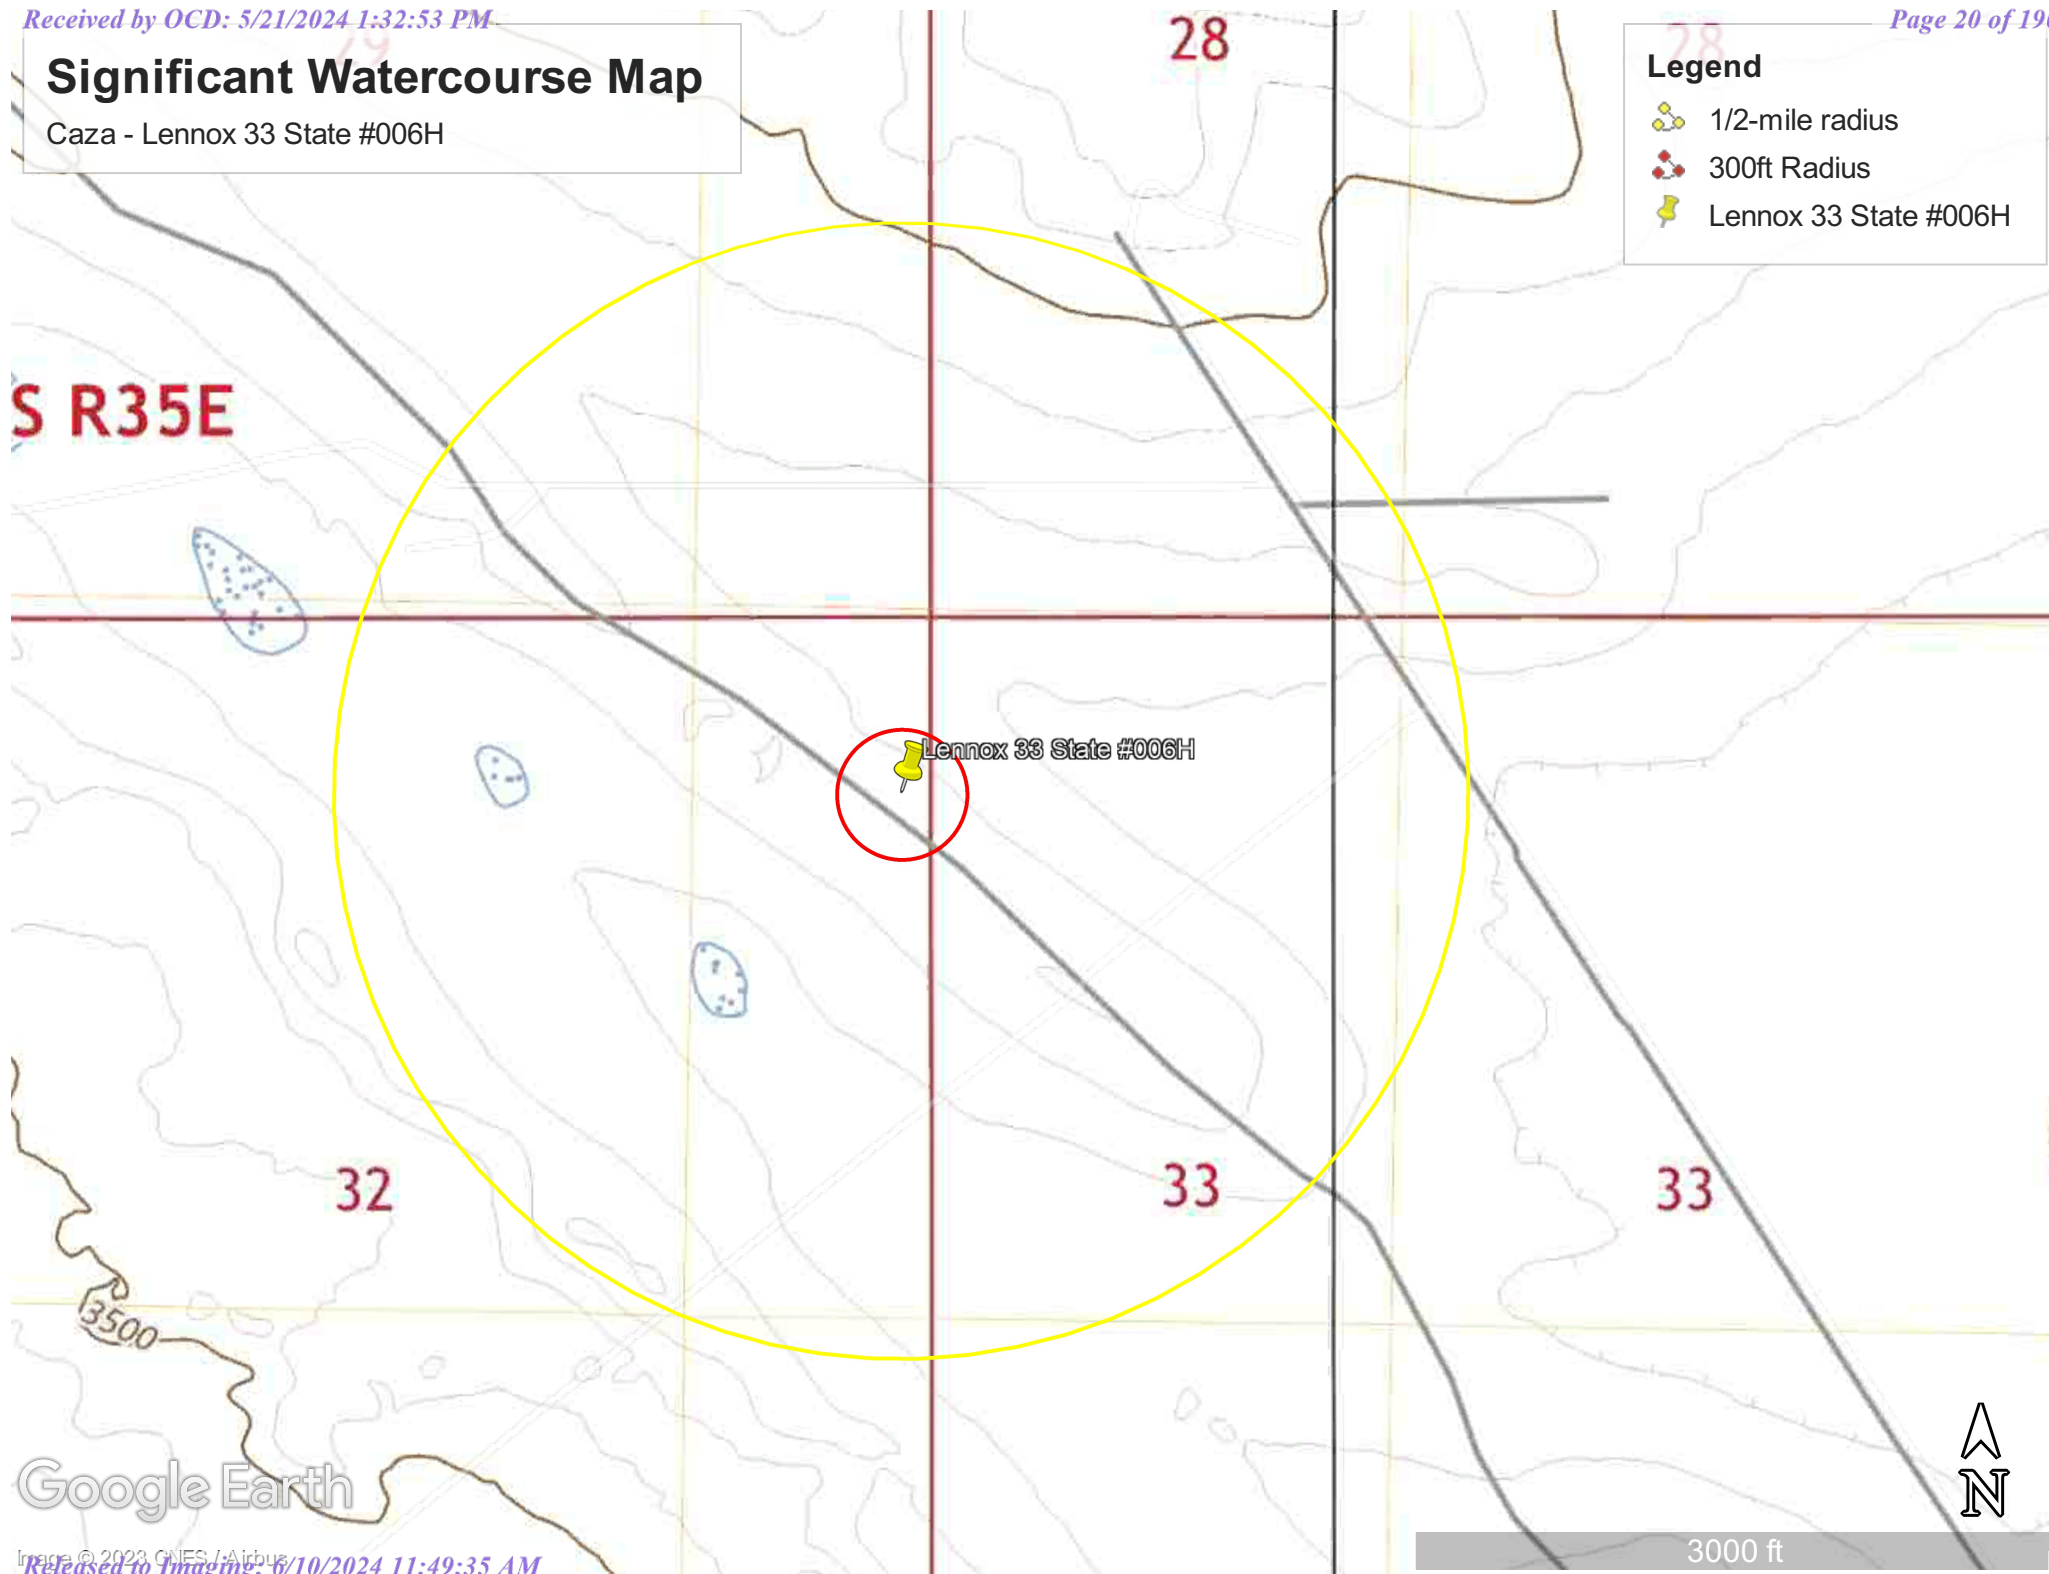 Received by OCD: 5/21/2024 1:32:53 PM
Page 20 of 19
29
28
28
Significant Watercourse Map
Caza - Lennox 33 State #006H
Legend
1/2-mile radius
300ft Radius
Lennox 33 State #006H
S R35E
Lennox 33 State #006H
32
33
33
3500
Google Earth
N
Image © 2023 CNES / Airbus
3000 ft
Released to Imaging: 6/10/2024 11:49:35 AM